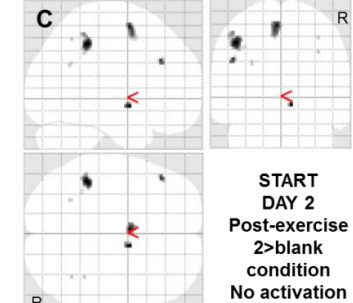 C
R
START
DAY 2
Post-exercise
2>blank
condition
No activation
R